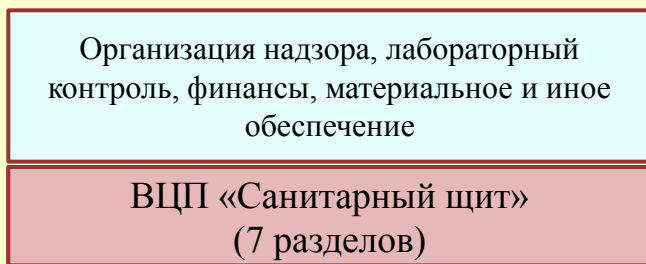 Организация надзора, лабораторный
контроль, финансы, материальное и иное
обеспечение
ВЦП «Санитарный щит»
(7 разделов)